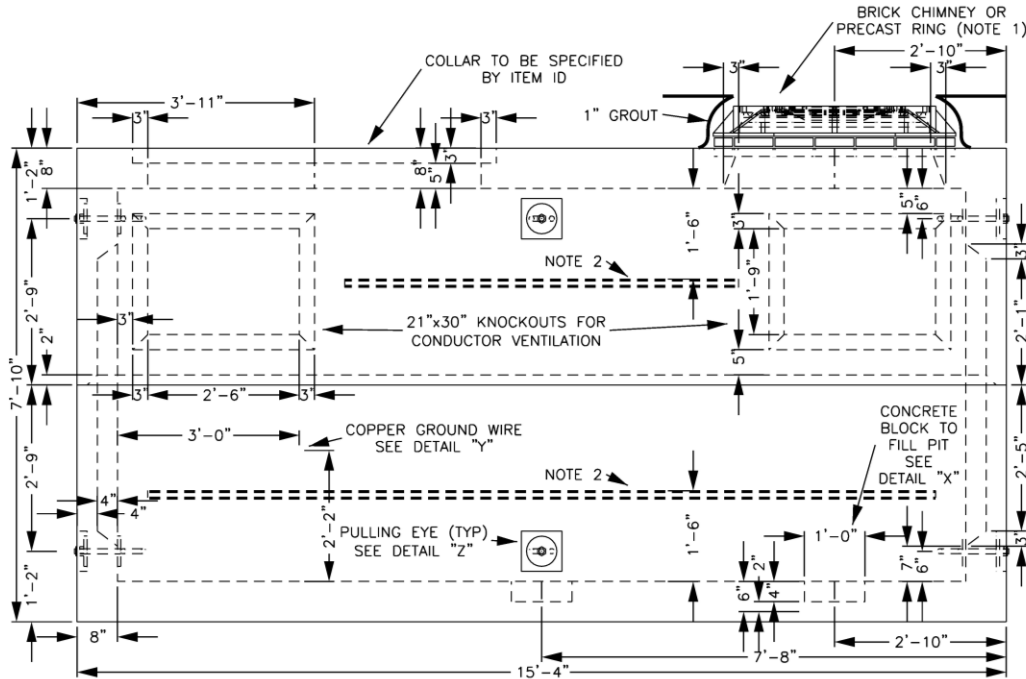 BRICK CHIMNEY OR
PRECAST RING (NOTE 1)
2'-10"
COLLAR TO BE SPECIFIED
BY ITEM ID
3"
3"
3'-11"
3"
3"
1" GROUT
1'-2"
8"
8"
5"
3"
5"
6"
1'-6"
3"
3"
NOTE 2
1'-9"
2'-9"
3"
21"x30" KNOCKOUTS FOR
CONDUCTOR VENTILATION
2'-1"
2"
5"
7'-10"
3"
2'-6"
3"
3'-0"
COPPER GROUND WIRE
SEE DETAIL "Y"
CONCRETE
BLOCK TO
FILL PIT
SEE
DETAIL "X"
2'-9"
2'-5"
NOTE 2
4"
4"
2'-2"
PULLING EYE (TYP)
SEE DETAIL "Z"
1'-6"
1'-0"
3"
1'-2"
6"
2"
4"
7"
6"
8"
2'-10"
7'-8"
15'-4"